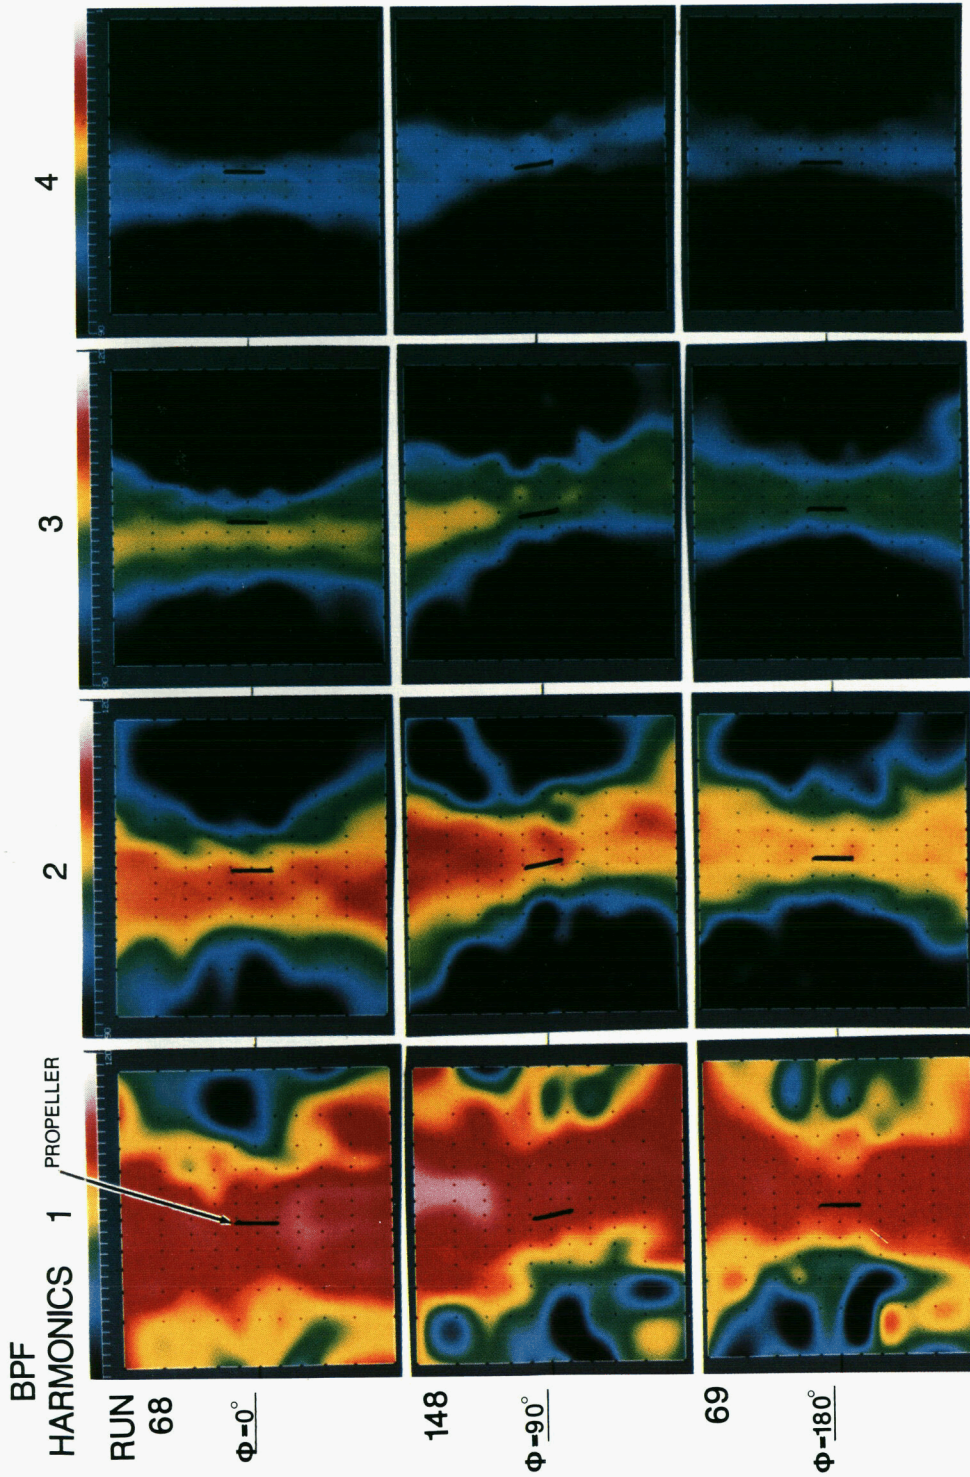 BPF
HARMONICS 1 2 3 4
PROPELLER
RUN
68
Φ=0°
148
Φ=90°
69
Φ=180°